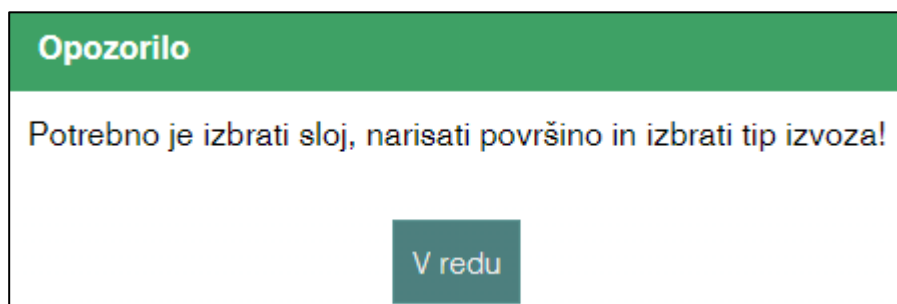 Opozorilo
Potrebno je izbrati sloj, narisati površino in izbrati tip izvoza!
V redu